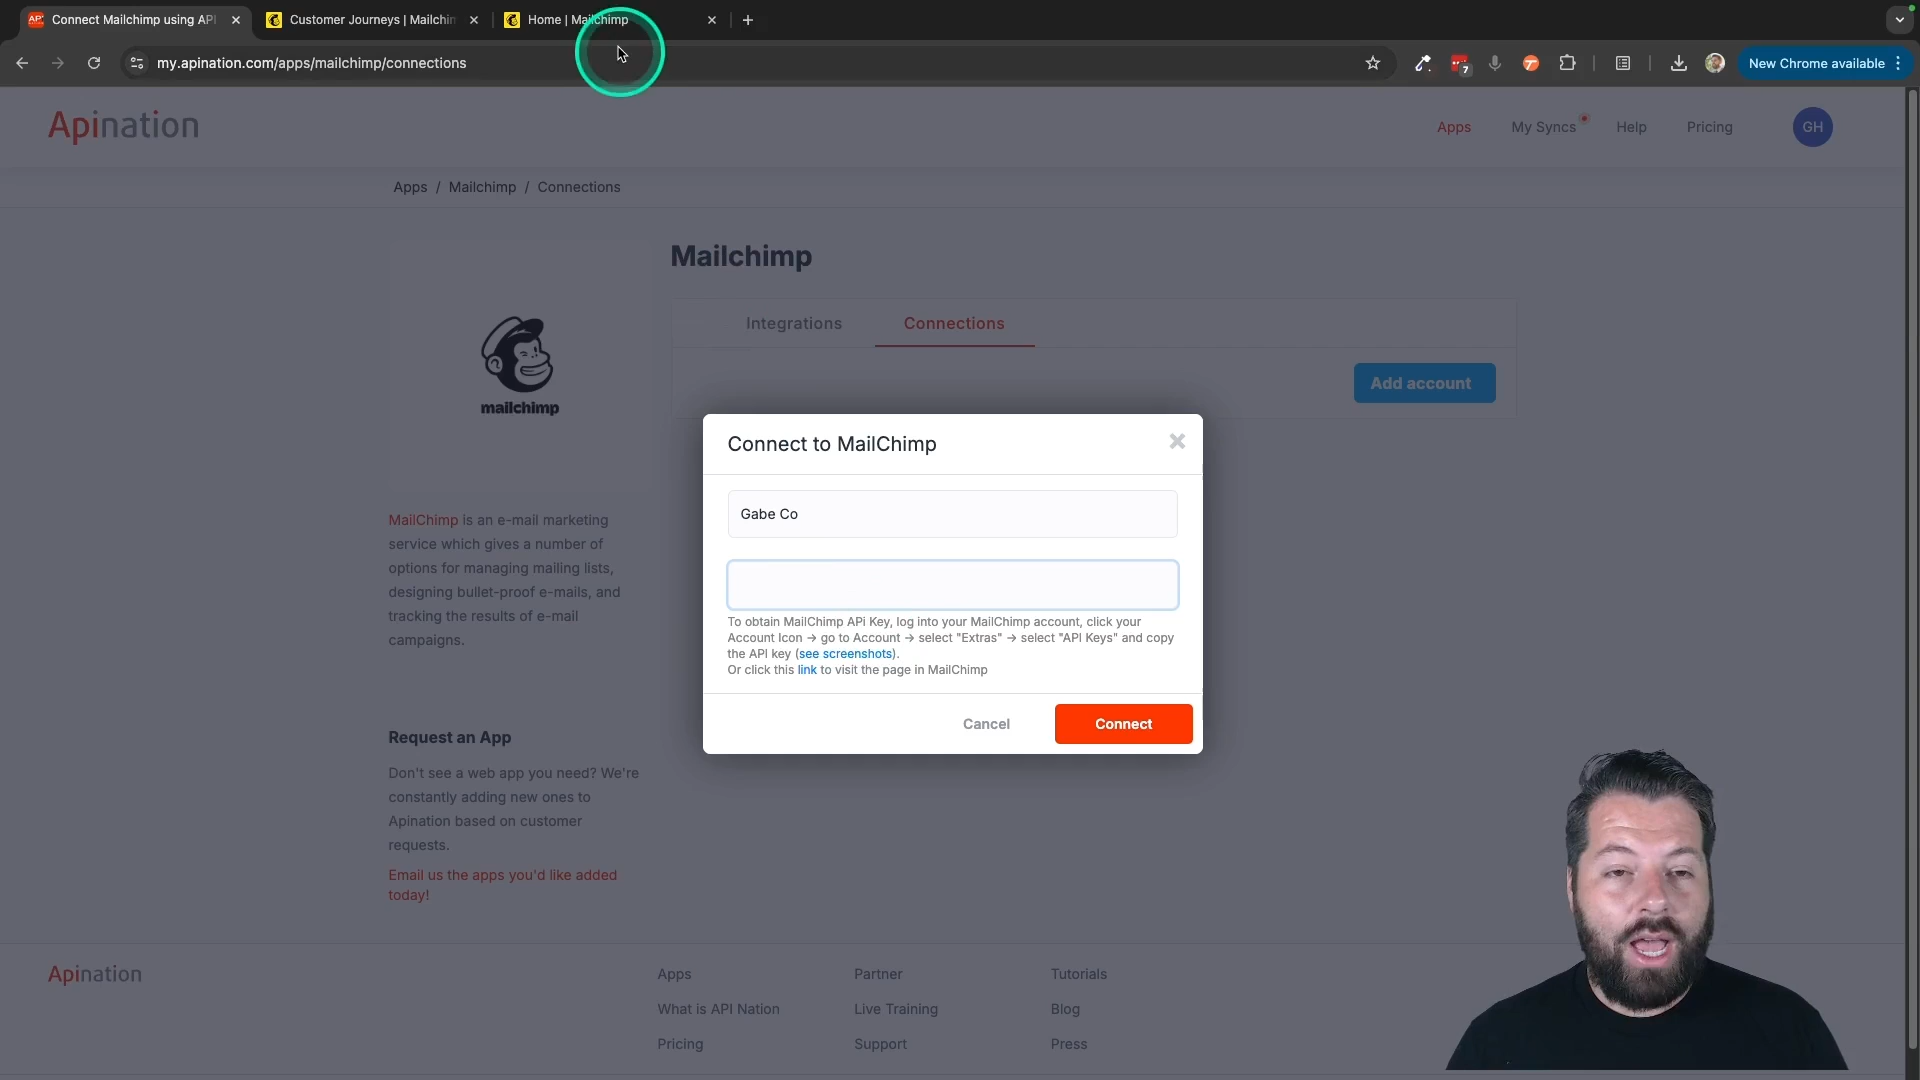 Connect Mailchimp using API
Customer Journeys | Mailchim
Home | Mailchimp
my.apination.com/apps/mailchimp/connections
7
New Chrome available
Apination
Apps
My Syncs
Help
Pricing
GH
Apps / Mailchimp / Connections
Mailchimp
Integrations
Connections
Add account
mailchimp
MailChimp is an e-mail marketing
service which gives a number of
options for managing mailing lists,
designing bullet-proof e-mails, and
tracking the results of e-mail
campaigns.
Connect to MailChimp
Gabe Co
To obtain MailChimp APi Key, log into your MailChimp account, click your
Account Icon → go to Account → select "Extras" → select "API Keys" and copy
the API key (see screenshots).
Or click this link to visit the page in MailChimp
Cancel
Connect
Request an App
Don't see a web app you need? We're
constantly adding new ones to
Apination based on customer
requests.
Email us the apps you'd like added
today!
Apination
Apps
Partner
Tutorials
What is API Nation
Live Training
Blog
Pricing
Support
Press